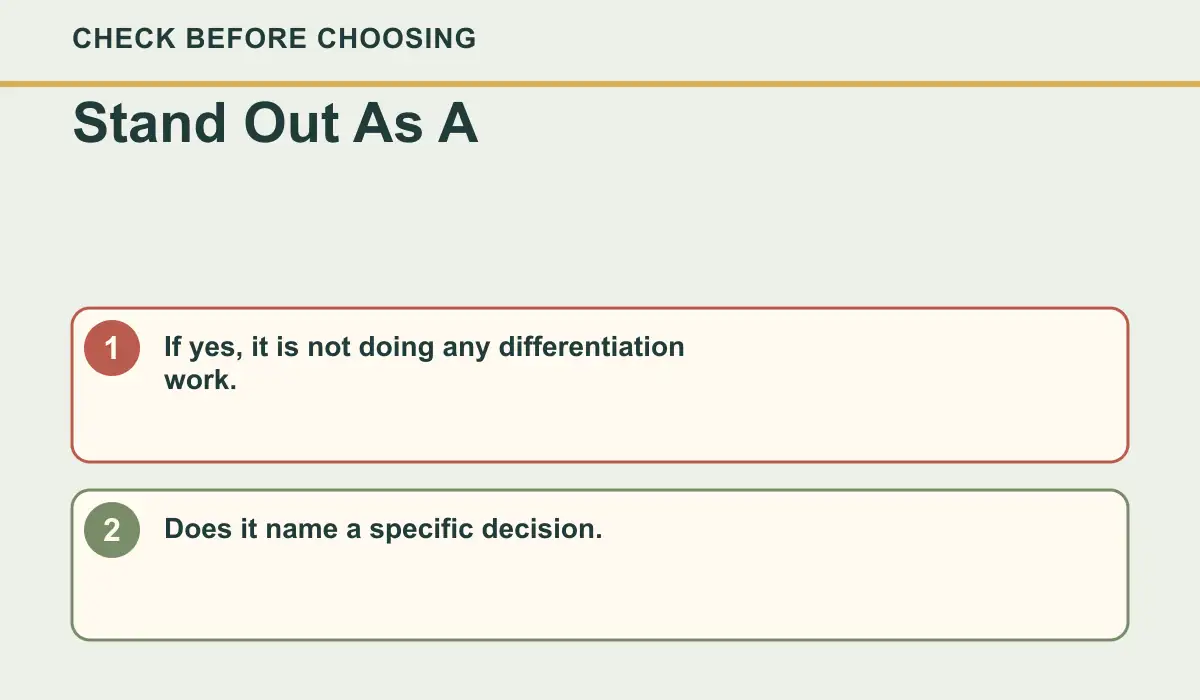 CHECK BEFORE CHOOSING
Stand Out As A
1
If yes, it is not doing any differentiation
work.
2
Does it name a specific decision.